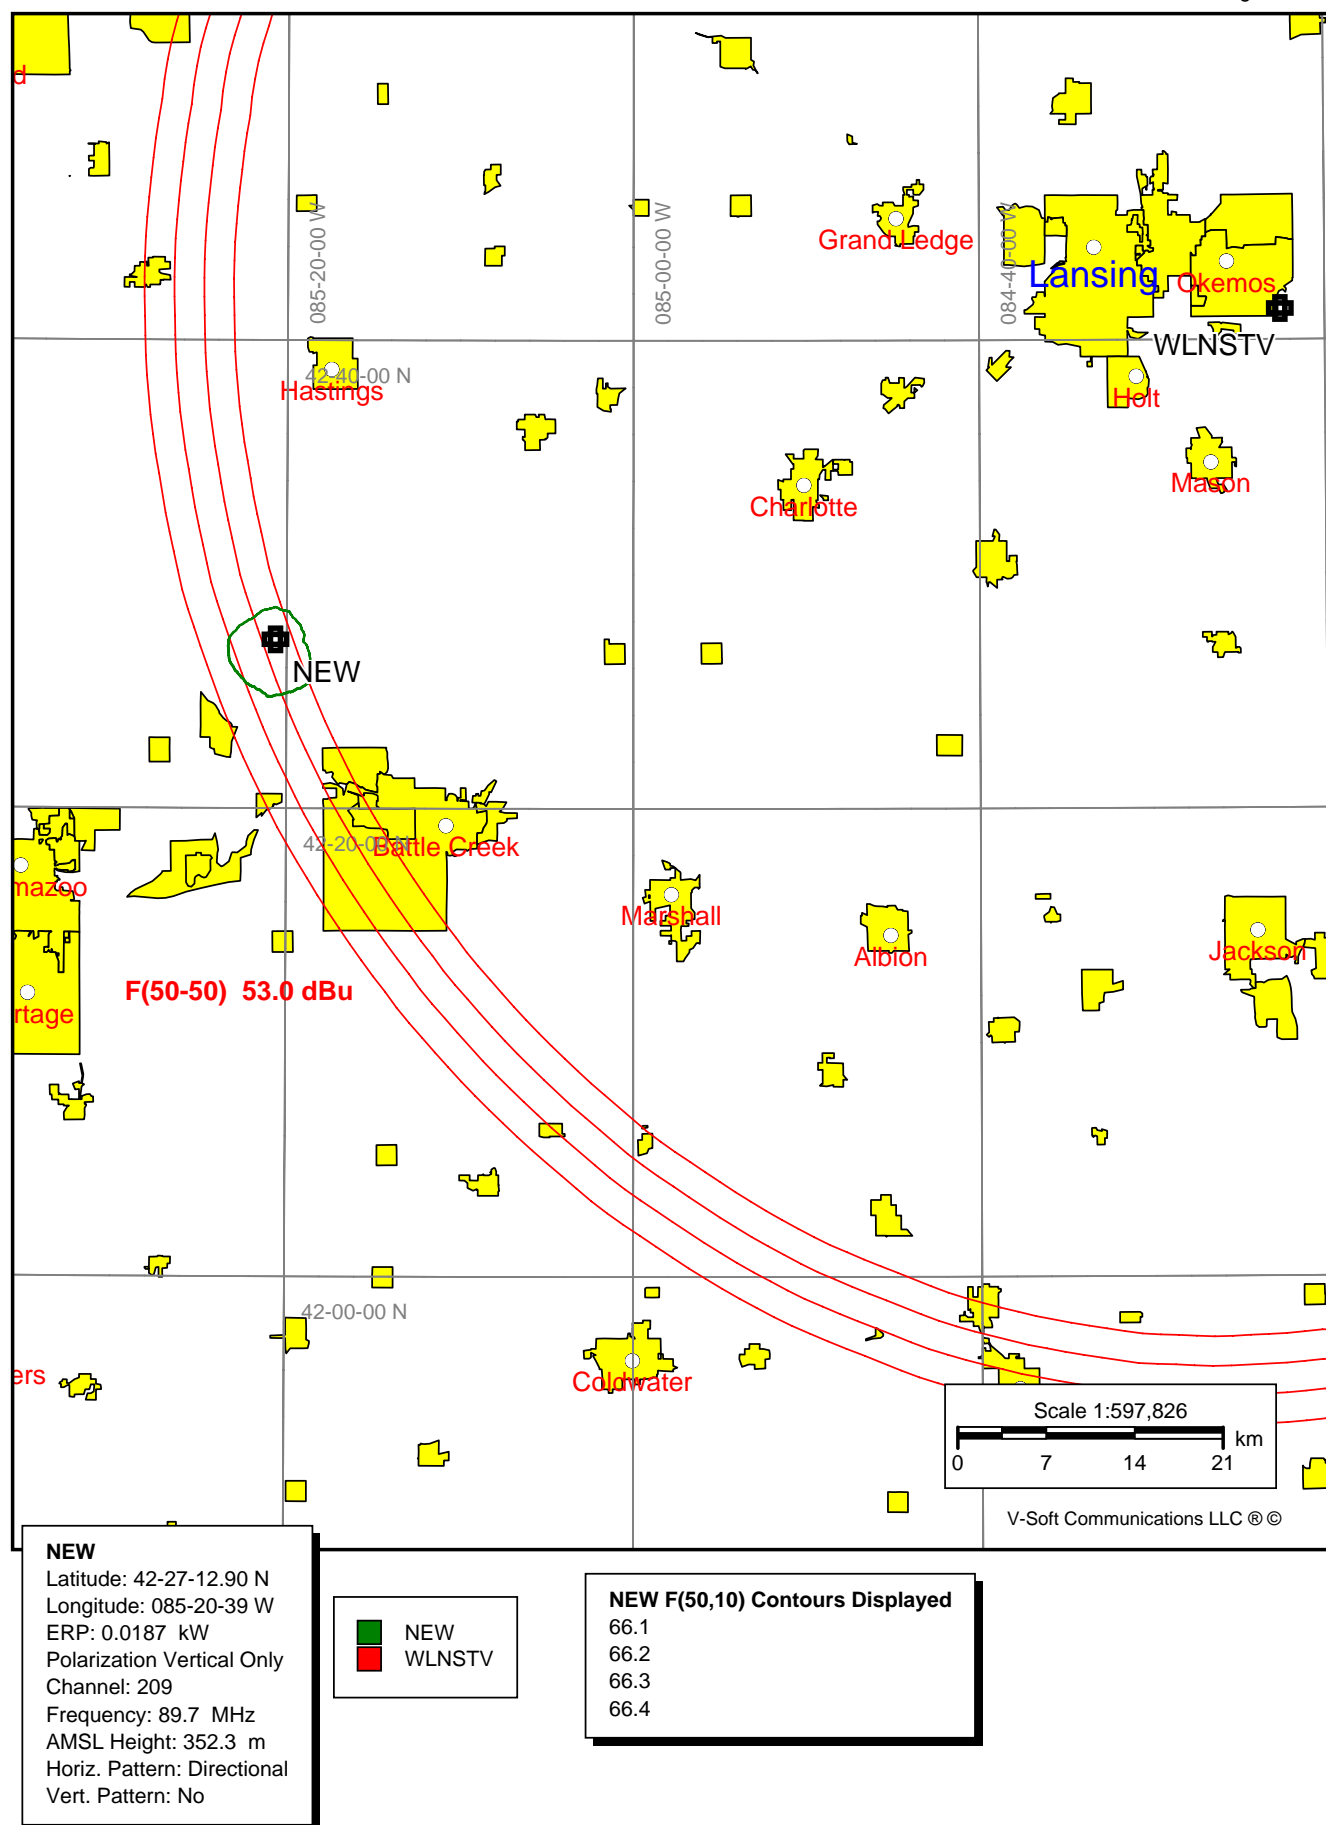 d
085-20-00 W
085-00-00 W
084-40-00 W
Grand Ledge
Lansing
Okemos
WLNSTV
42-40-00 N
Hastings
Holt
Charlotte
Mason
NEW
42-20-00 N
Battle Creek
mazoo
Marshall
Albion
Jackson
F(50-50) 53.0 dBu
rtage
42-00-00 N
ers
Coldwater
Scale 1:597,826
km
0 7 14 21
V-Soft Communications LLC ® ©
NEW
Latitude: 42-27-12.90 N
Longitude: 085-20-39 W
ERP: 0.0187 kW
Polarization Vertical Only
Channel: 209
Frequency: 89.7 MHz
AMSL Height: 352.3 m
Horiz. Pattern: Directional
Vert. Pattern: No
NEW
WLNSTV
NEW F(50,10) Contours Displayed
66.1
66.2
66.3
66.4